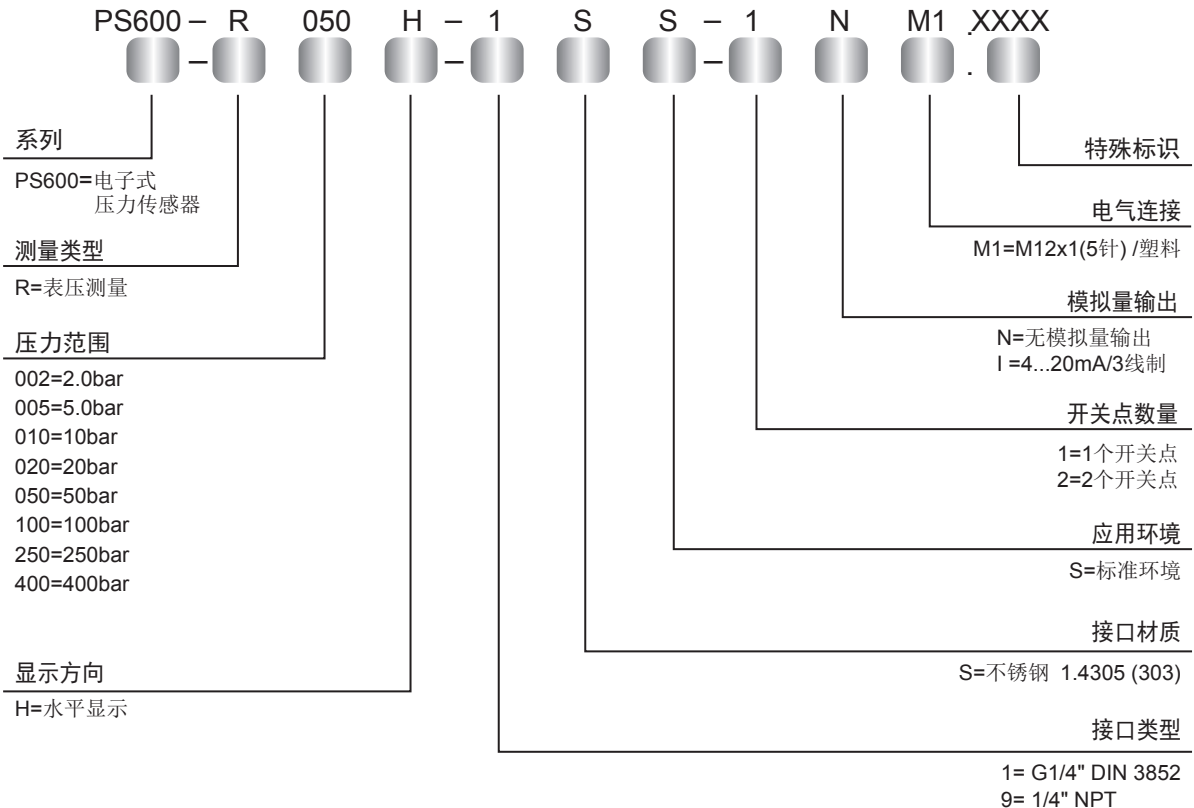 PS600 – R 050 H – 1 S S – 1 N M1 .XXXX
– – – .
系列
PS600=电子式
压力传感器
测量类型
R=表压测量
压力范围
002=2.0bar
005=5.0bar
010=10bar
020=20bar
050=50bar
100=100bar
250=250bar
400=400bar
显示方向
H=水平显示
特殊标识
电气连接
M1=M12x1(5针) /塑料
模拟量输出
N=无模拟量输出
I =4...20mA/3线制
开关点数量
1=1个开关点
2=2个开关点
应用环境
S=标准环境
接口材质
S=不锈钢 1.4305 (303)
接口类型
1= G1/4" DIN 3852
9= 1/4" NPT